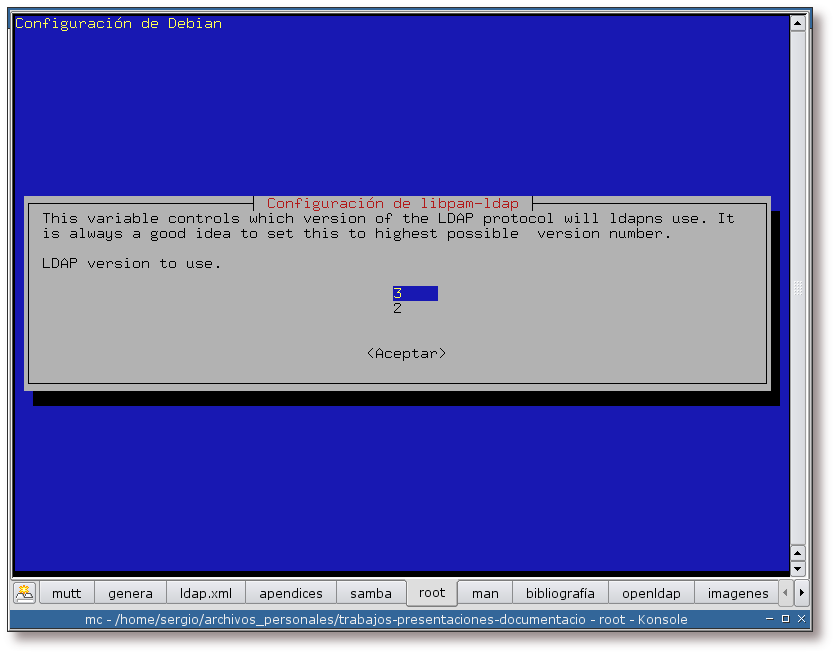 Configuración de Debian
Configuración de libpam-ldap
This variable controls which version of the LDAP protocol will ldapns use. It
is always a good idea to set this to highest possible  version number.
LDAP version to use.
3
2
<Aceptar>
mutt genera ldap.xml apendices samba root man bibliografía openldap imagenes
mc - /home/sergio/archivos_personales/trabajos-presentaciones-documentacio - root - Konsole